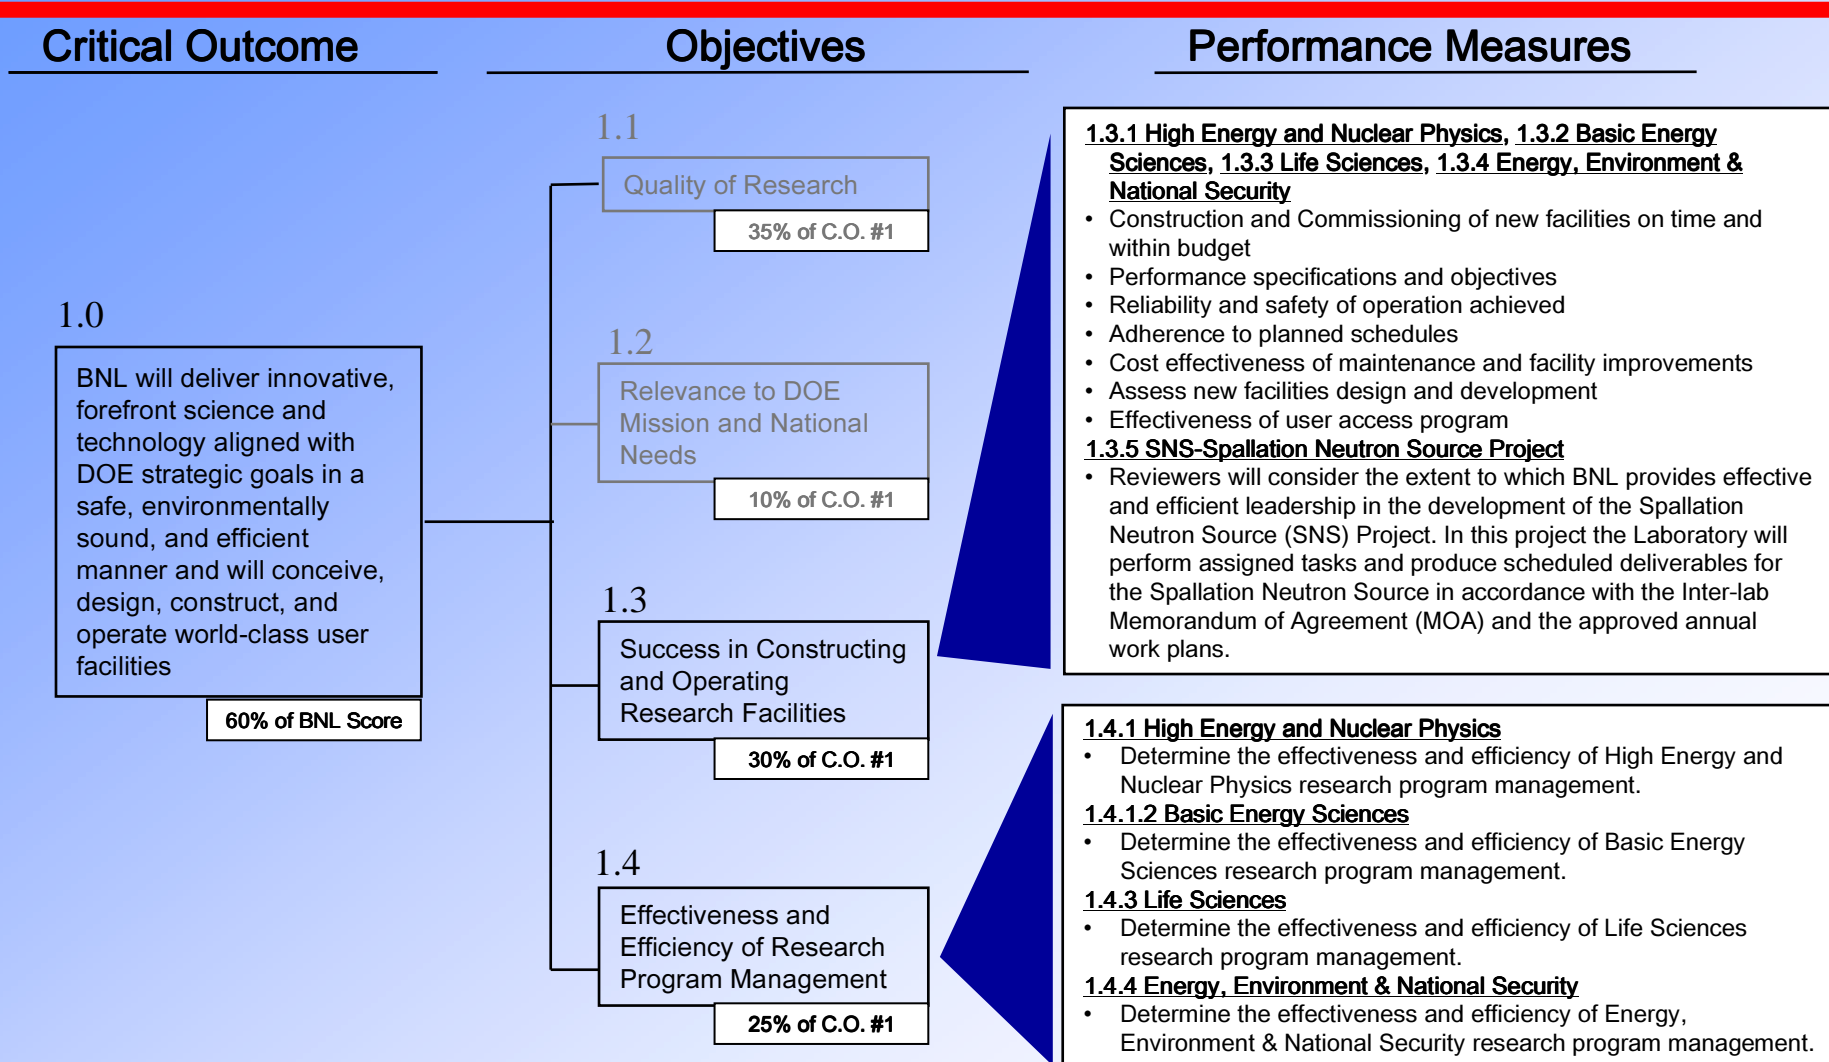 Critical Outcome
Objectives
Performance Measures
1.0
BNL will deliver innovative,
forefront science and
technology aligned with
DOE strategic goals in a
safe, environmentally
sound, and efficient
manner and will conceive,
design, construct, and
operate world-class user
facilities
60% of BNL Score
1.1
Quality of Research
35% of C.O. #1
1.2
Relevance to DOE
Mission and National
Needs
10% of C.O. #1
1.3
Success in Constructing
and Operating
Research Facilities
30% of C.O. #1
1.4
Effectiveness and
Efficiency of Research
Program Management
25% of C.O. #1
1.3.1 High Energy and Nuclear Physics, 1.3.2 Basic Energy
Sciences, 1.3.3 Life Sciences, 1.3.4 Energy, Environment &
National Security
• Construction and Commissioning of new facilities on time and
within budget
• Performance specifications and objectives
• Reliability and safety of operation achieved
• Adherence to planned schedules
• Cost effectiveness of maintenance and facility improvements
• Assess new facilities design and development
• Effectiveness of user access program
1.3.5 SNS-Spallation Neutron Source Project
• Reviewers will consider the extent to which BNL provides effective
and efficient leadership in the development of the Spallation
Neutron Source (SNS) Project. In this project the Laboratory will
perform assigned tasks and produce scheduled deliverables for
the Spallation Neutron Source in accordance with the Inter-lab
Memorandum of Agreement (MOA) and the approved annual
work plans.
1.4.1 High Energy and Nuclear Physics
• Determine the effectiveness and efficiency of High Energy and
Nuclear Physics research program management.
1.4.1.2 Basic Energy Sciences
• Determine the effectiveness and efficiency of Basic Energy
Sciences research program management.
1.4.3 Life Sciences
• Determine the effectiveness and efficiency of Life Sciences
research program management.
1.4.4 Energy, Environment & National Security
• Determine the effectiveness and efficiency of Energy,
Environment & National Security research program management.